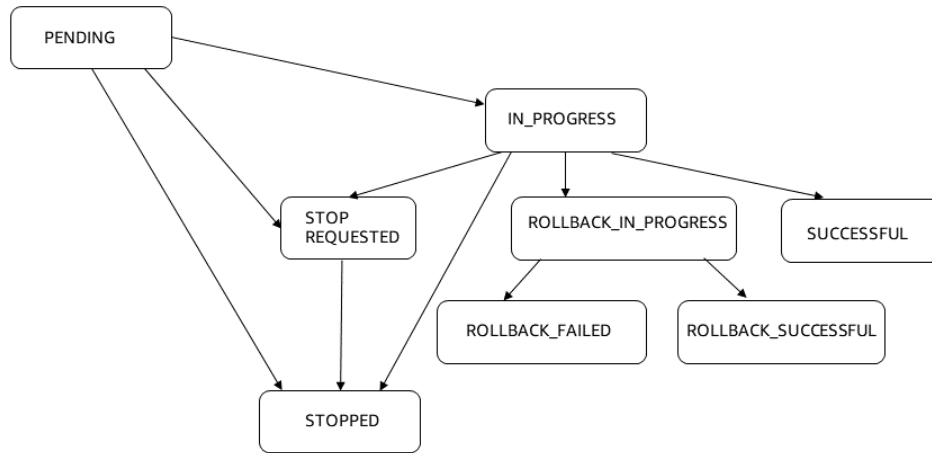 PENDING
IN_PROGRESS
STOP
REQUESTED
ROLLBACK_IN_PROGRESS
SUCCESSFUL
ROLLBACK_FAILED
ROLLBACK_SUCCESSFUL
STOPPED